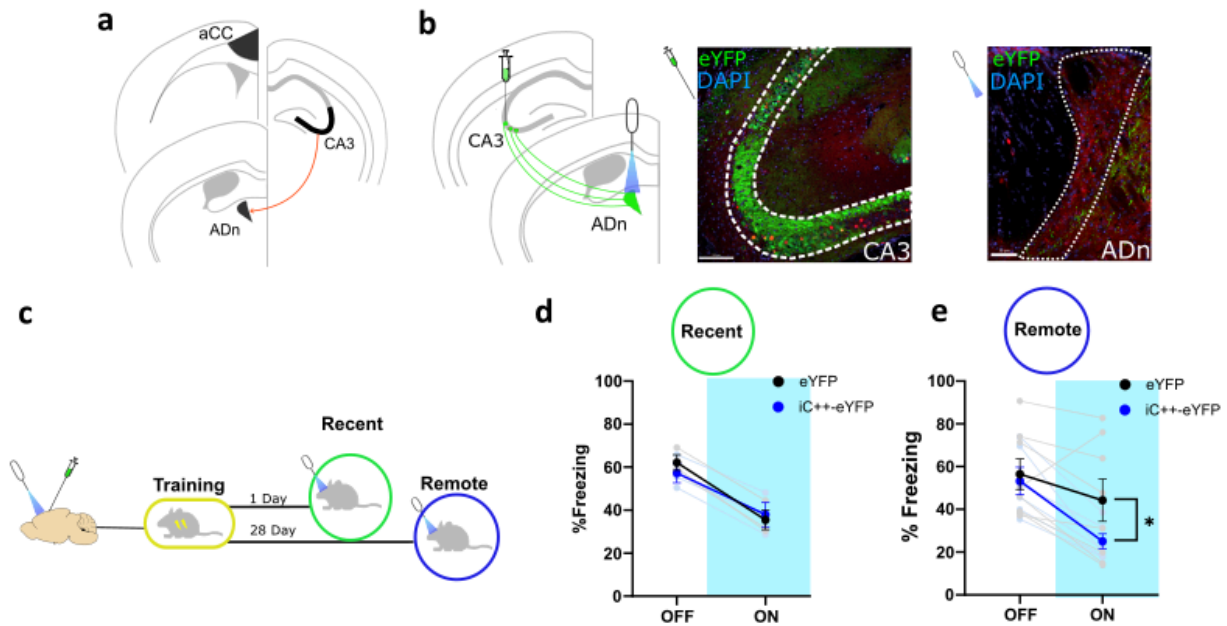 a
aCC
CA3
ADn
b
CA3
ADn
eYFP
DAPI
CA3
eYFP
DAPI
ADn
c
Training
1 Day
28 Day
Recent
Remote
d
Recent
eYFP
iC++-eYFP
%Freezing
100
80
60
40
20
0
OFF
ON
e
Remote
eYFP
iC++-eYFP
% Freezing
100
80
60
40
20
0
*
OFF
ON